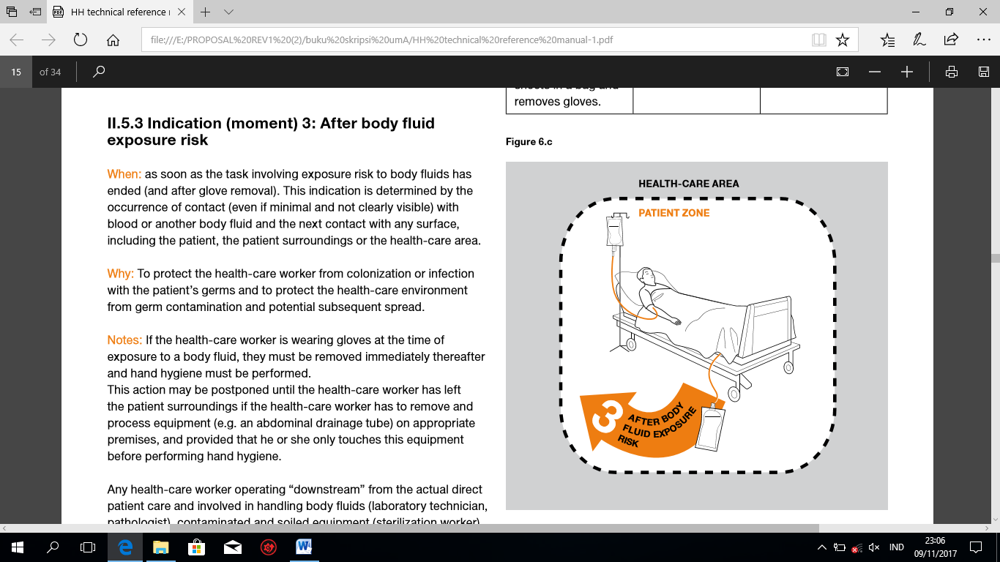 HH technical reference
file:///E:/PROPOSAL%20REV1%20(2)/buku%20skripsi%20umA/HH%20technical%20reference%20manual-1.pdf
15 of 34
removes gloves.
II.5.3 Indication (moment) 3: After body fluid
exposure risk
When: as soon as the task involving exposure risk to body fluids has
ended (and after glove removal). This indication is determined by the
occurrence of contact (even if minimal and not clearly visible) with
blood or another body fluid and the next contact with any surface,
including the patient, the patient surroundings or the health-care area.
Why: To protect the health-care worker from colonization or infection
with the patient's germs and to protect the health-care environment
from germ contamination and potential subsequent spread.
Notes: If the health-care worker is wearing gloves at the time of
exposure to a body fluid, they must be removed immediately thereafter
and hand hygiene must be performed.
This action may be postponed until the health-care worker has left
the patient surroundings if the health-care worker has to remove and
process equipment (e.g. an abdominal drainage tube) on appropriate
premises, and provided that he or she only touches this equipment
before performing hand hygiene.
Any health-care worker operating “downstream” from the actual direct
patient care and involved in handling body fluids (laboratory technician,
pathologist), contaminated and soiled equipment (sterilization worker)
Figure 6.c
HEALTH-CARE AREA
PATIENT ZONE
3
AFTER BODY
FLUID EXPOSURE
RISK
IND
23:06
09/11/2017